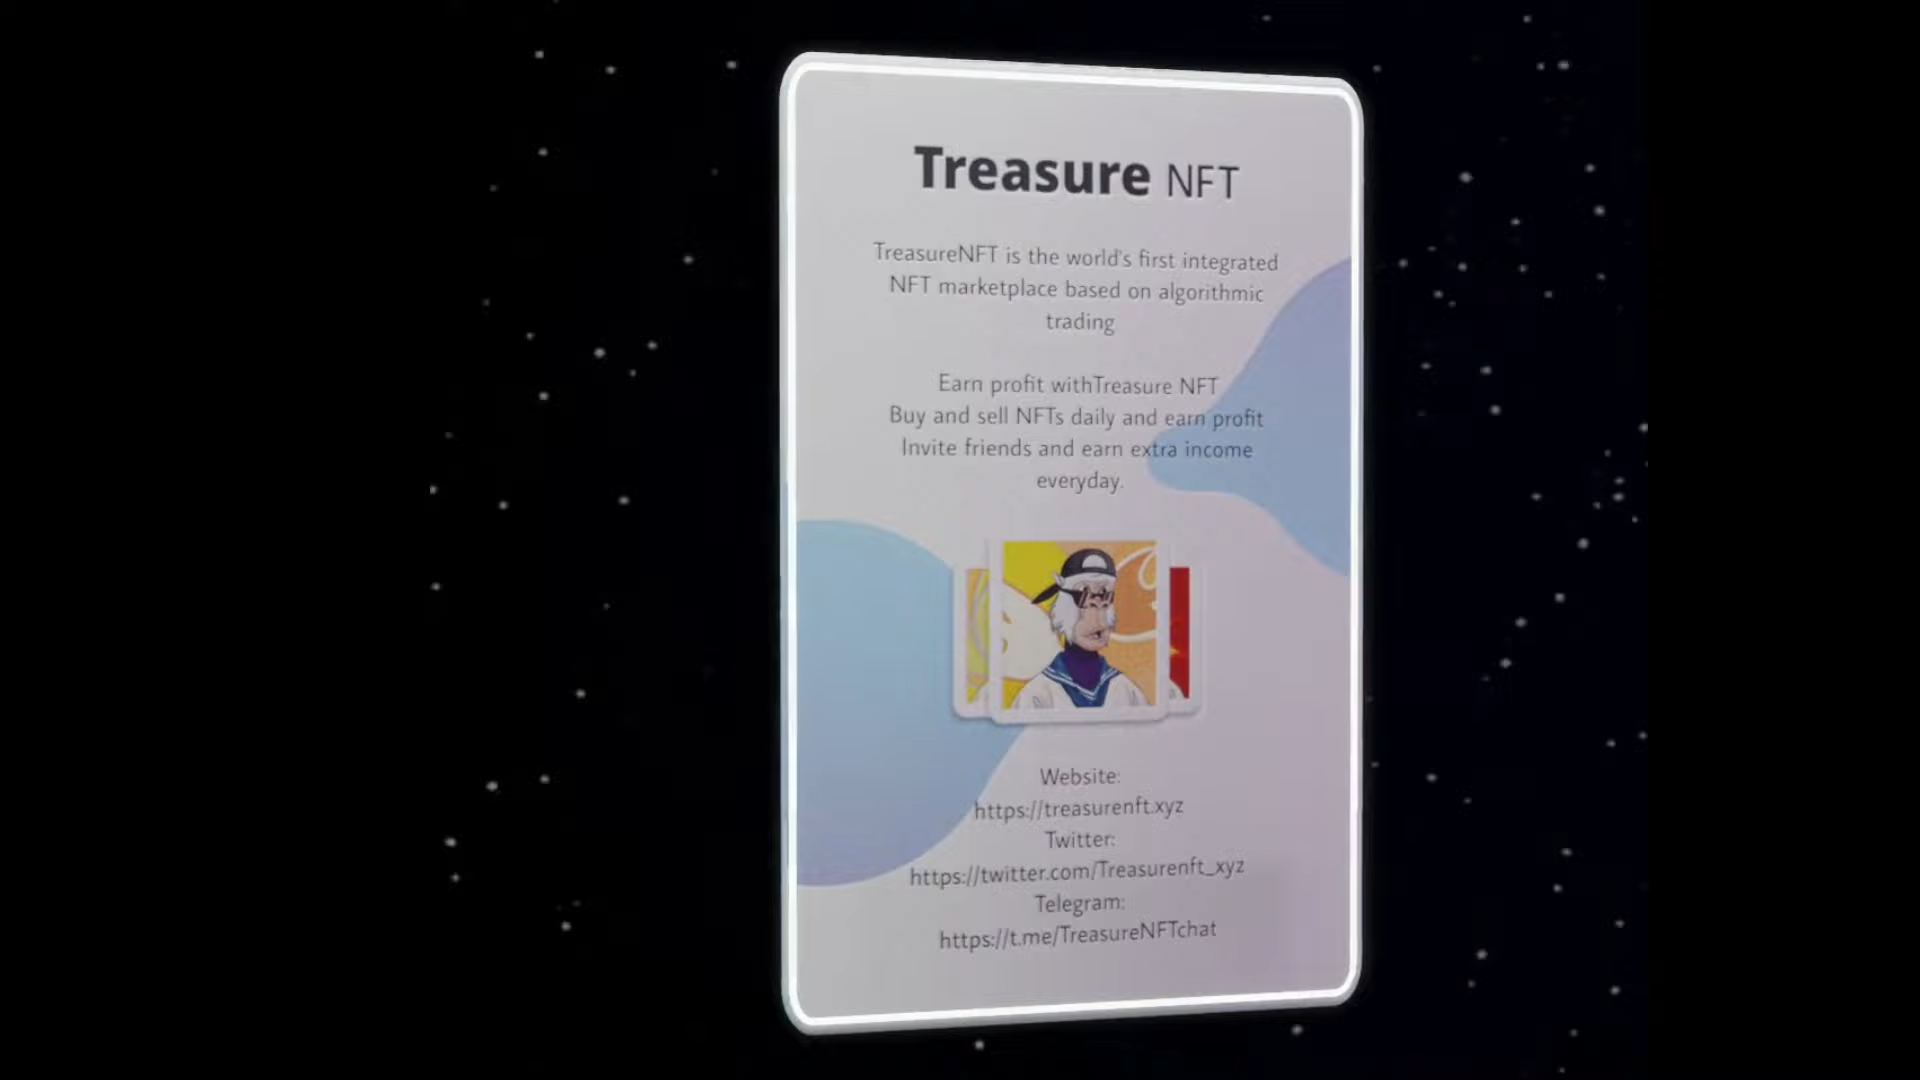 Treasure NFT
TreasureNFT is the world's first integrated
NFT marketplace based on algorithmic
trading
Earn profit withTreasure NFT
Buy and sell NFTs daily and earn profit
Invite friends and earn extra income
everyday.
Website:
https://treasurenft.xyz
Twitter:
https://twitter.com/Treasurenft_xyz
Telegram:
https://t.me/TreasureNFTchat